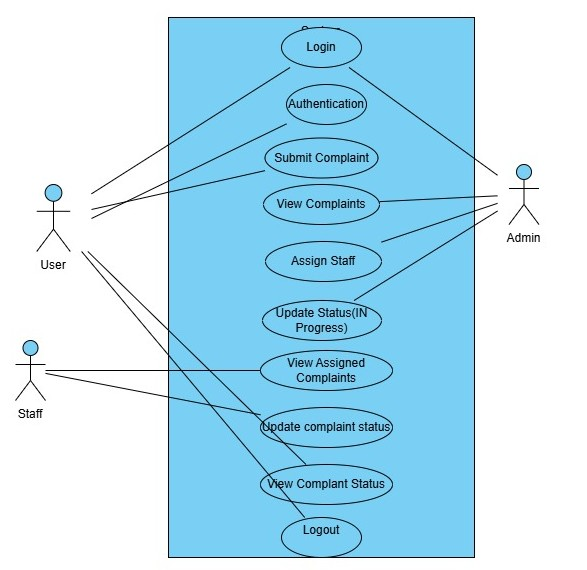 Login
Authentication
Submit Complaint
View Complaints
User
Admin
Assign Staff
Update Status(IN
Progress)
View Assigned
Complaints
Staff
Update complaint status
View Complant Status
Logout